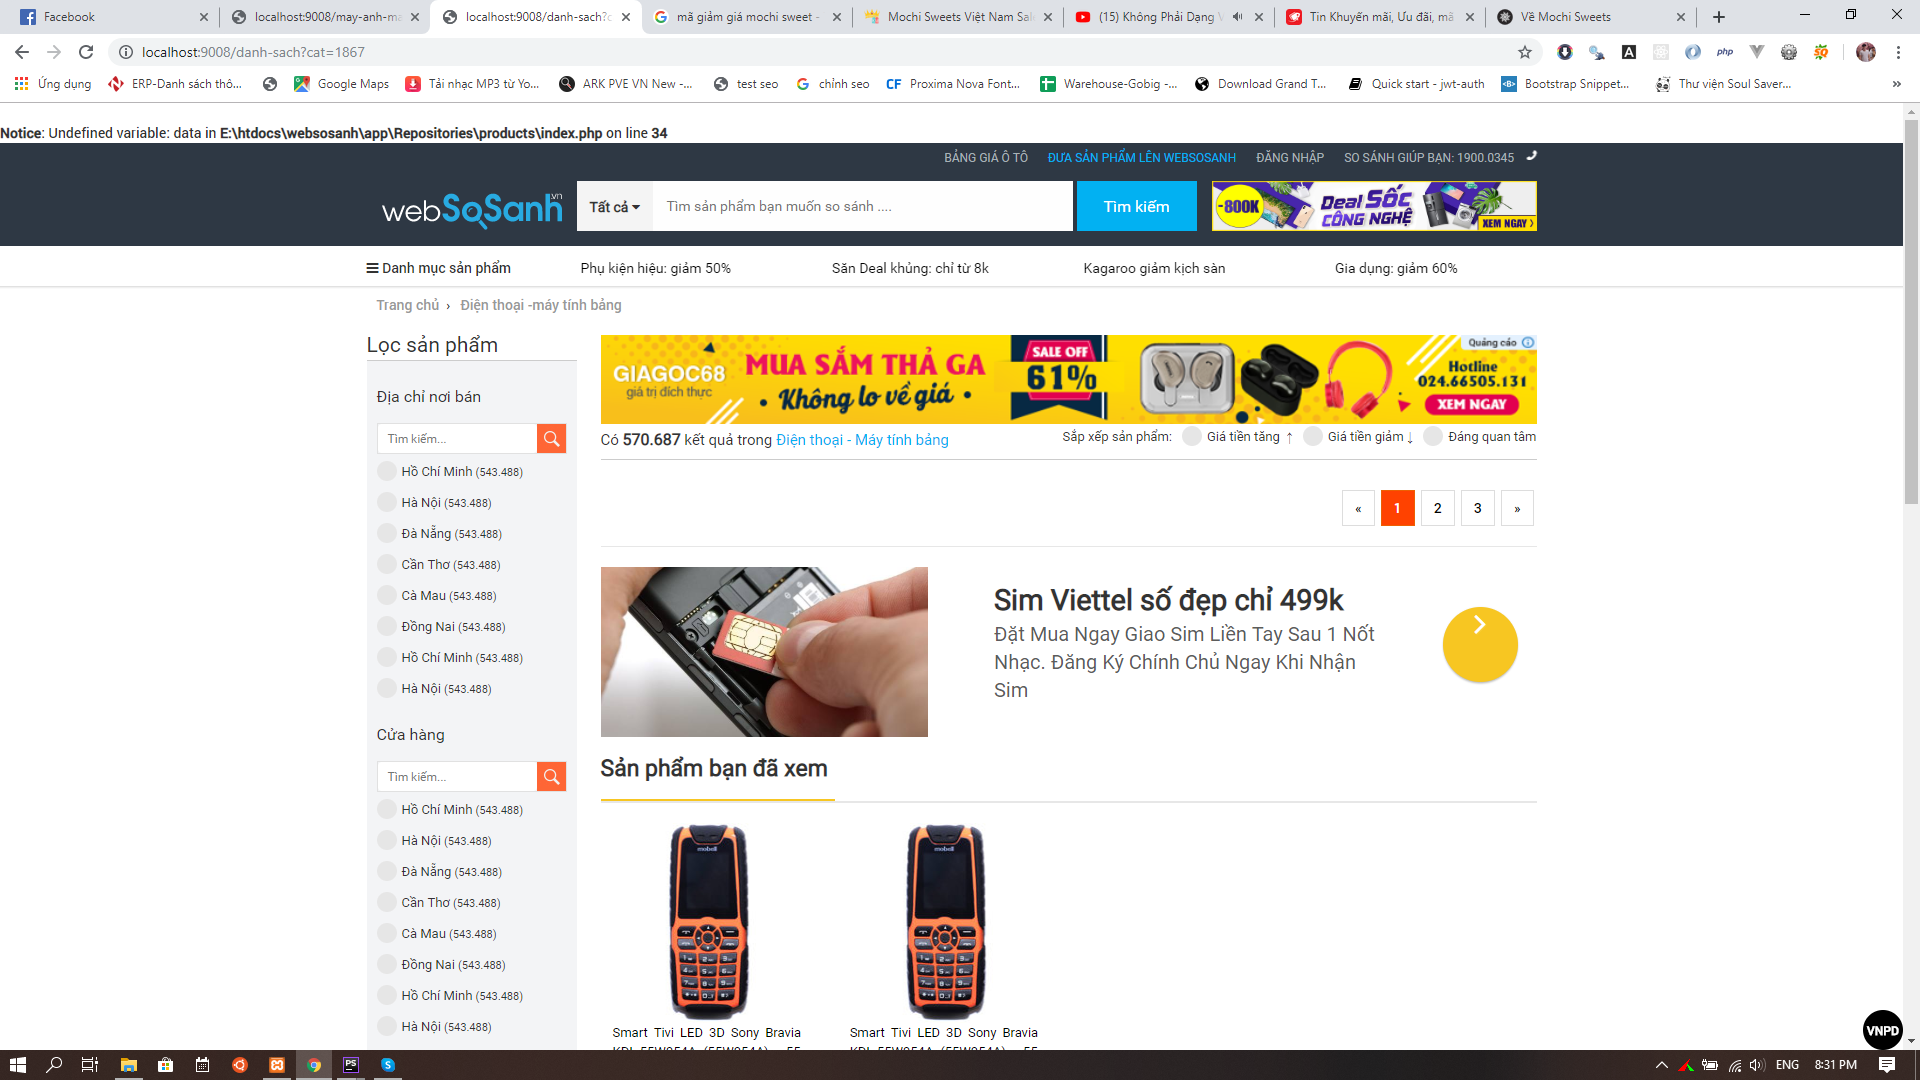 Facebook
localhost:9008/may-anh-ma
localhost:9008/danh-sach?c
mã giảm giá mochi sweet -
Mochi Sweets Việt Nam Sal
(15) Không Phải Dạng V
Tin Khuyến mãi, Ưu đãi, mã
Về Mochi Sweets
localhost:9008/danh-sach?cat=1867
Ứng dụng
ERP-Danh sách thô...
Google Maps
Tải nhạc MP3 từ Yo...
ARK PVE VN New -...
test seo
chính seo
CF Proxima Nova Font...
Warehouse-Gobig -...
Download Grand T...
Quick start - jwt-auth
Bootstrap Snippet...
Thư viện Soul Saver...
»
Notice: Undefined variable: data in E:\htdocs\websosanh\app\Repositories\products\index.php on line 34
BẢNG GIÁ Ô TÔ
ĐƯA SẢN PHẨM LÊN WEBSOSANH
ĐĂNG NHẬP
SO SÁNH GIÚP BẠN: 1900.0345
webSoSanh.vn
Tất cả
Tìm sản phẩm bạn muốn so sánh ....
Tìm kiếm
-800K
Deal SỐC
CÔNG NGHỆ
XEM NGAY
Danh mục sản phẩm
Phụ kiện hiệu: giảm 50%
Săn Deal khủng: chỉ từ 8k
Kagaroo giảm kịch sàn
Gia dụng: giảm 60%
Trang chủ › Điện thoại -máy tính bảng
Lọc sản phẩm
Địa chỉ nơi bán
Tìm kiếm...
Hồ Chí Minh (543.488)
Hà Nội (543.488)
Đà Nẵng (543.488)
Cần Thơ (543.488)
Cà Mau (543.488)
Đồng Nai (543.488)
Hồ Chí Minh (543.488)
Hà Nội (543.488)
Cửa hàng
Tìm kiếm...
Hồ Chí Minh (543.488)
Hà Nội (543.488)
Đà Nẵng (543.488)
Cần Thơ (543.488)
Cà Mau (543.488)
Đồng Nai (543.488)
Hồ Chí Minh (543.488)
Hà Nội (543.488)
GIAGOC68
giá trị đích thực
MUA SẮM THẢ GA
• Không lo về giá •
SALE OFF
61%
Quảng cáo
Hotline
024.66505.131
XEM NGAY
Có 570.687 kết quả trong Điện thoại - Máy tính bảng
Sắp xếp sản phẩm:
Giá tiền tăng ↑
Giá tiền giảm ↓
Đáng quan tâm
« 1 2 3 »
Sim Viettel số đẹp chỉ 499k
Đặt Mua Ngay Giao Sim Liền Tay Sau 1 Nốt
Nhạc. Đăng Ký Chính Chủ Ngay Khi Nhận
Sim
Sản phẩm bạn đã xem
mobell
mobell
Smart Tivi LED 3D Sony Bravia
Smart Tivi LED 3D Sony Bravia
VNPD
ENG
8:31 PM